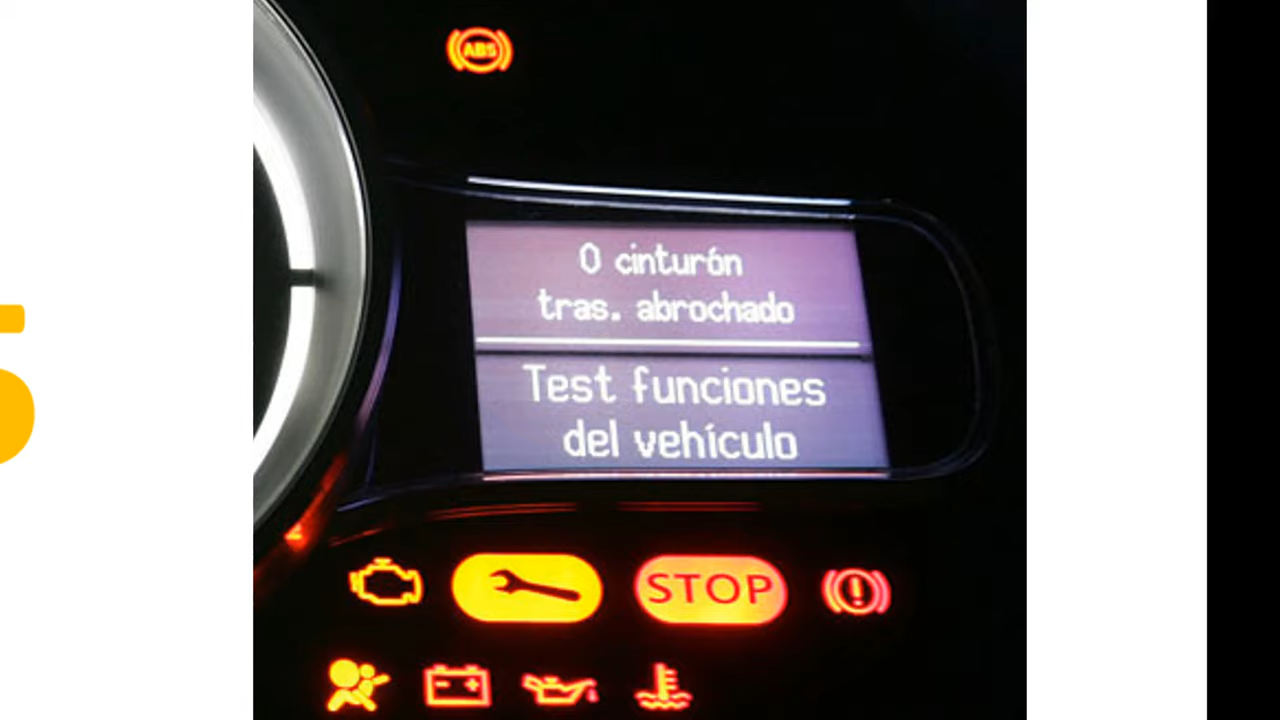 ABS
0 cinturón
tras. abrochado
Test funciones
del vehículo
STOP